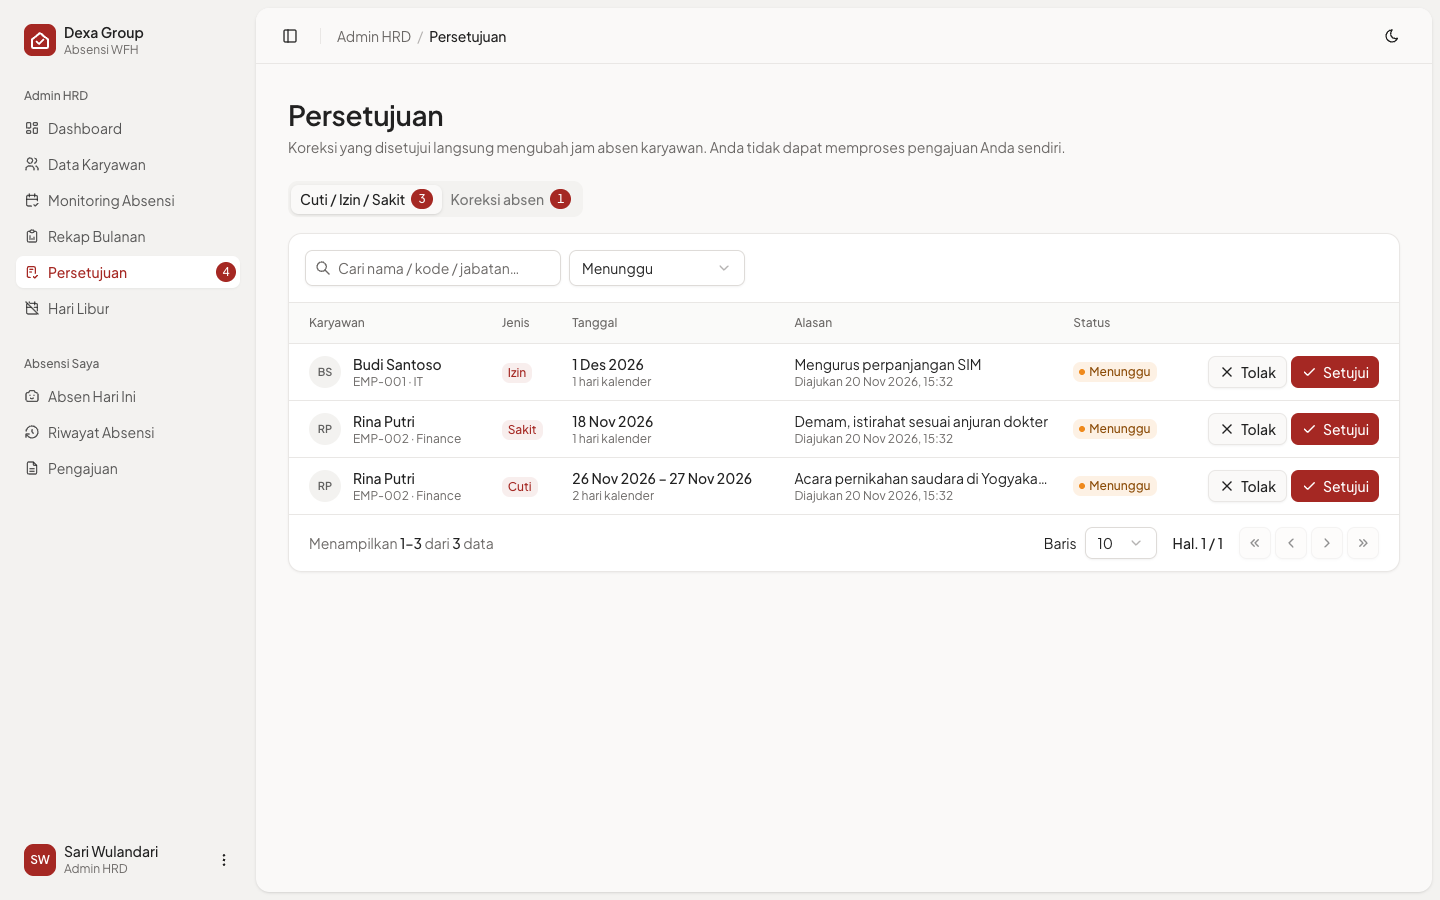 Dexa Group
Absensi WFH
Admin HRD
Dashboard
Data Karyawan
Monitoring Absensi
Rekap Bulanan
Persetujuan 4
Hari Libur
Absensi Saya
Absen Hari Ini
Riwayat Absensi
Pengajuan
SW Sari Wulandari
Admin HRD
Admin HRD / Persetujuan
Persetujuan
Koreksi yang disetujui langsung mengubah jam absen karyawan. Anda tidak dapat memproses pengajuan Anda sendiri.
Cuti / Izin / Sakit 3 Koreksi absen 1
Cari nama / kode / jabatan... Menunggu
Karyawan Jenis Tanggal Alasan Status
BS Budi Santoso Izin 1 Des 2026 Mengurus perpanjangan SIM Menunggu Tolak Setujui
EMP-001 · IT 1 hari kalender Diajukan 20 Nov 2026, 15:32
RP Rina Putri Sakit 18 Nov 2026 Demam, istirahat sesuai anjuran dokter Menunggu Tolak Setujui
EMP-002 · Finance 1 hari kalender Diajukan 20 Nov 2026, 15:32
RP Rina Putri Cuti 26 Nov 2026 – 27 Nov 2026 Acara pernikahan saudara di Yogyaka... Menunggu Tolak Setujui
EMP-002 · Finance 2 hari kalender Diajukan 20 Nov 2026, 15:32
Menampilkan 1–3 dari 3 data Baris 10 Hal. 1 / 1